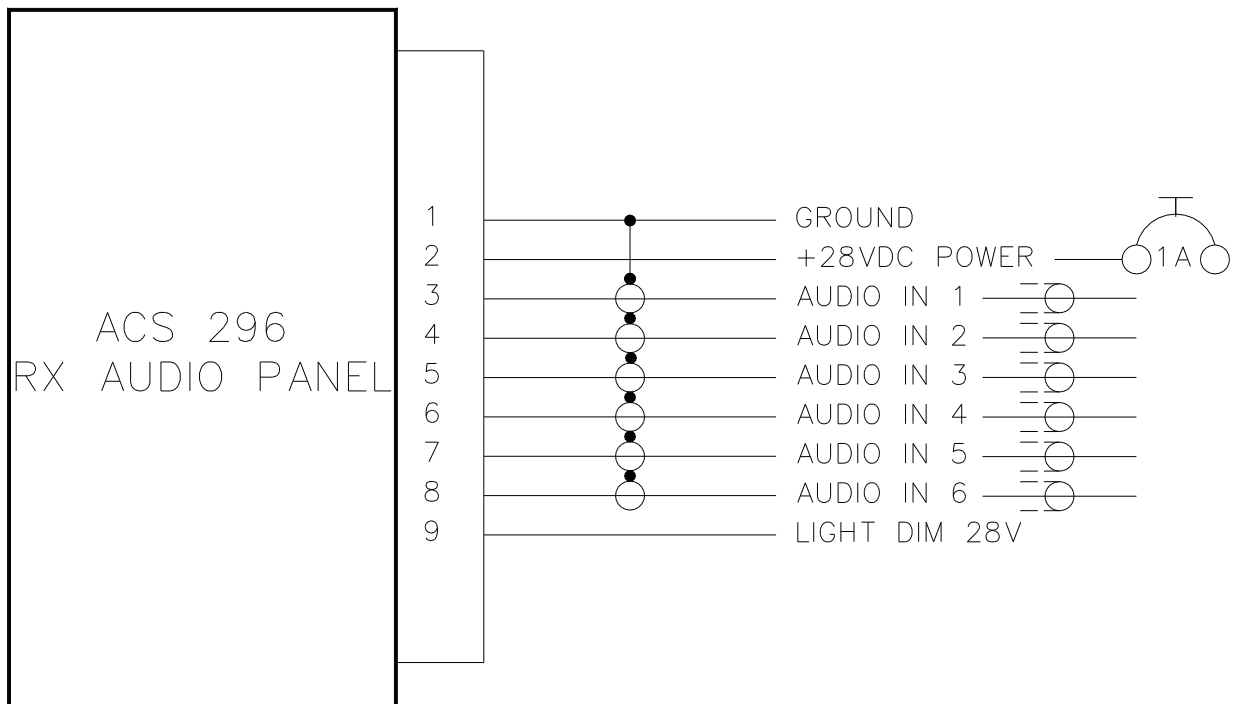 ACS 296
RX AUDIO PANEL
1 GROUND
2 +28VDC POWER 1A
3 AUDIO IN 1
4 AUDIO IN 2
5 AUDIO IN 3
6 AUDIO IN 4
7 AUDIO IN 5
8 AUDIO IN 6
9 LIGHT DIM 28V